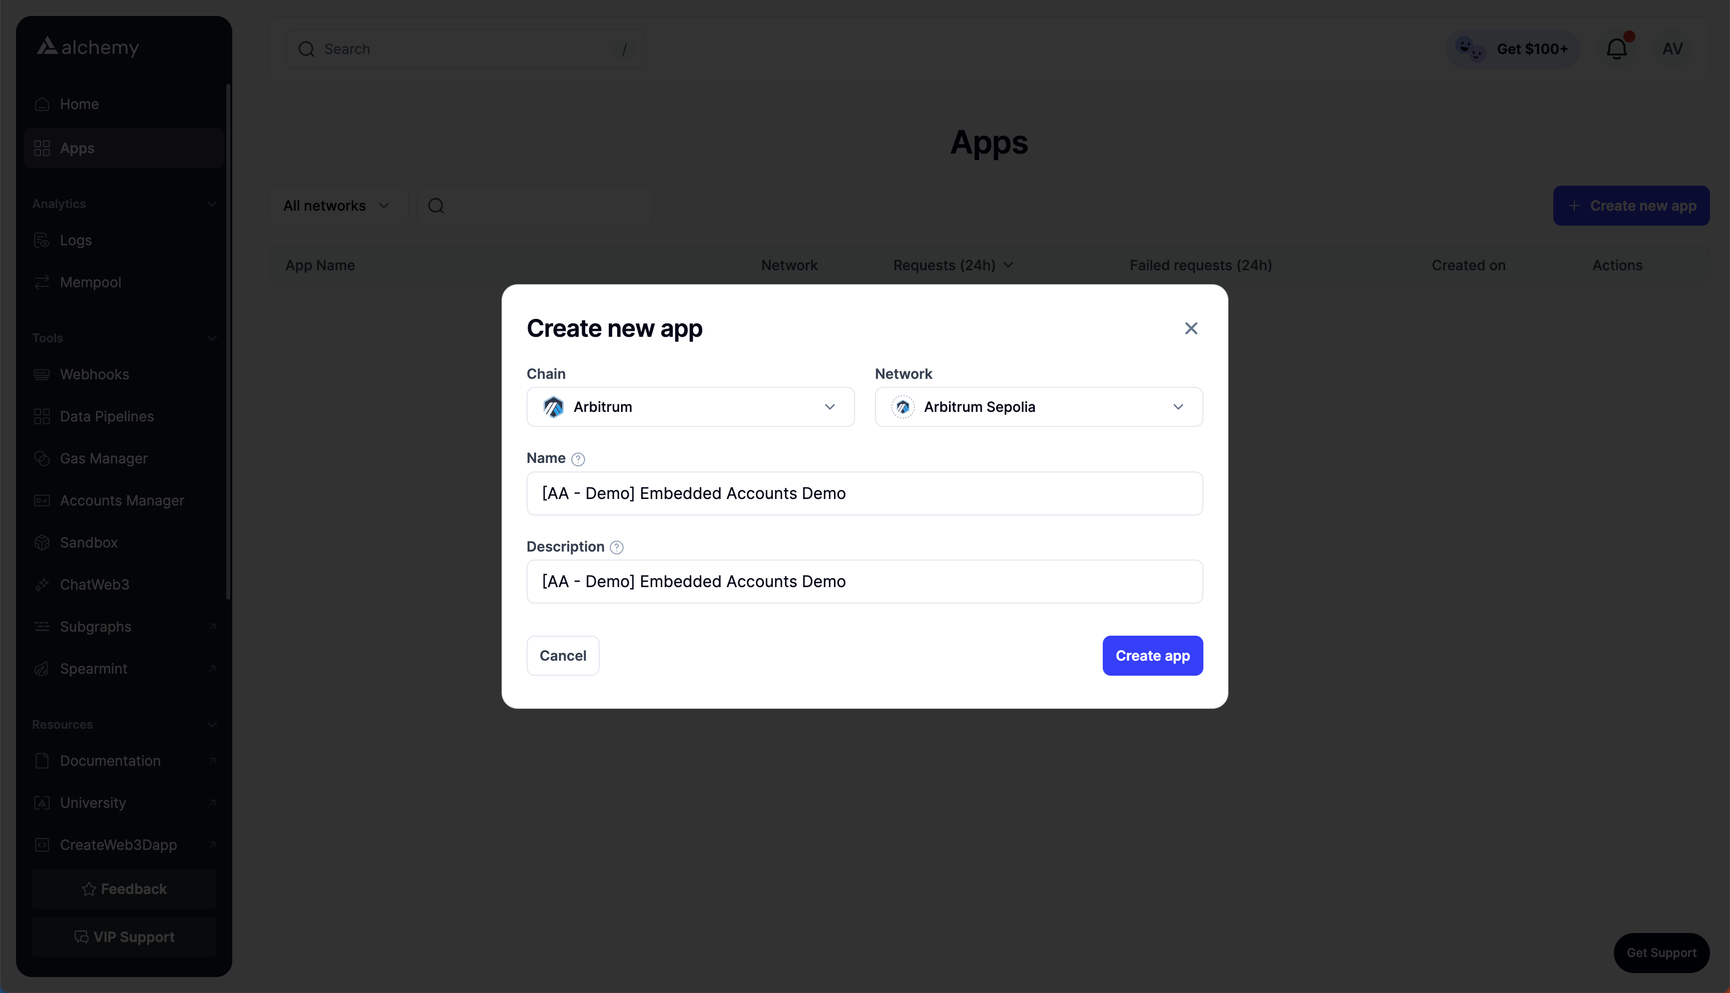 alchemy
Home
Apps
Analytics
Logs
Mempool
Tools
Webhooks
Data Pipelines
Gas Manager
Accounts Manager
Sandbox
ChatWeb3
Subgraphs
Spearmint
Resources
Documentation
University
CreateWeb3Dapp
Feedback
VIP Support
Search /
Get $100+
AV
Apps
All networks
+ Create new app
App Name Network Requests (24h) Failed requests (24h) Created on Actions
Create new app
Chain Network
Arbitrum Arbitrum Sepolia
Name ?
[AA - Demo] Embedded Accounts Demo
Description ?
[AA - Demo] Embedded Accounts Demo
Cancel Create app
Get Support